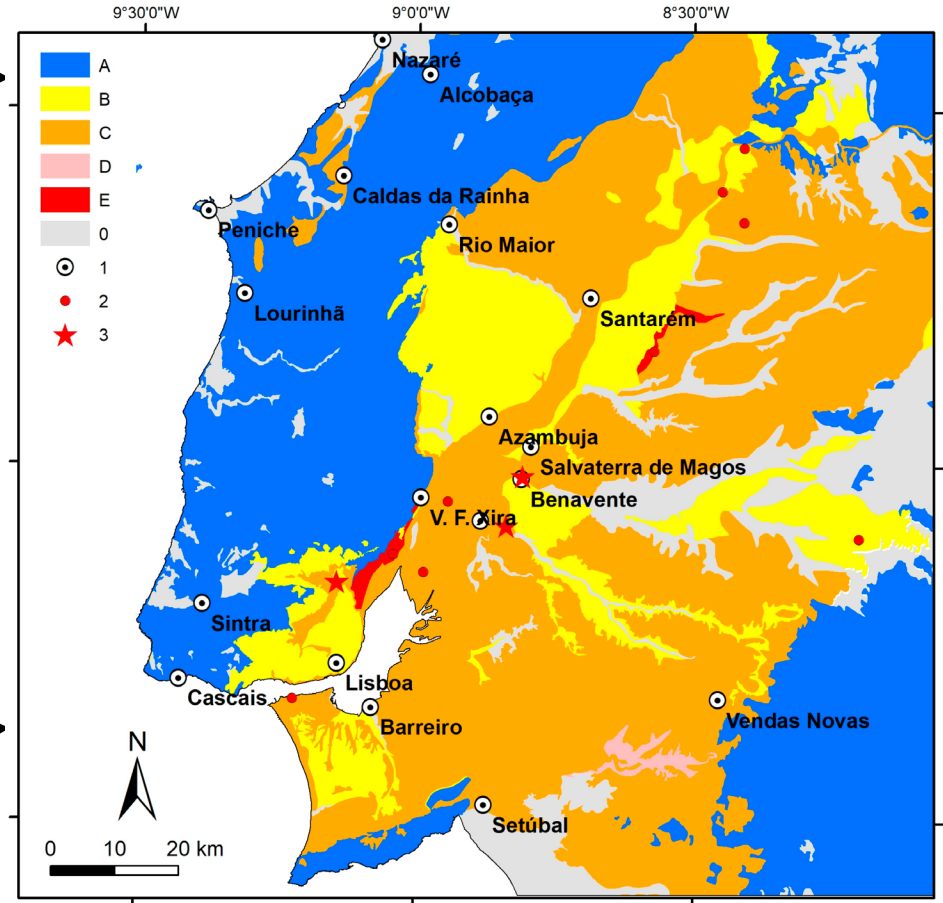 9°30'0"W 9°00'0"W 8°30'0"W
A
B
C
D
E
0
1
2
3
Nazaré
Alcobaça
Caldas da Rainha
Peniche
Rio Maior
Lourinhã
Santarém
Azambuja
Salvaterra de Magos
Benavente
V. F. Xira
Sintra
Lisboa
Cascais
Barreiro
Vendas Novas
Setúbal
N
0 10 20 km